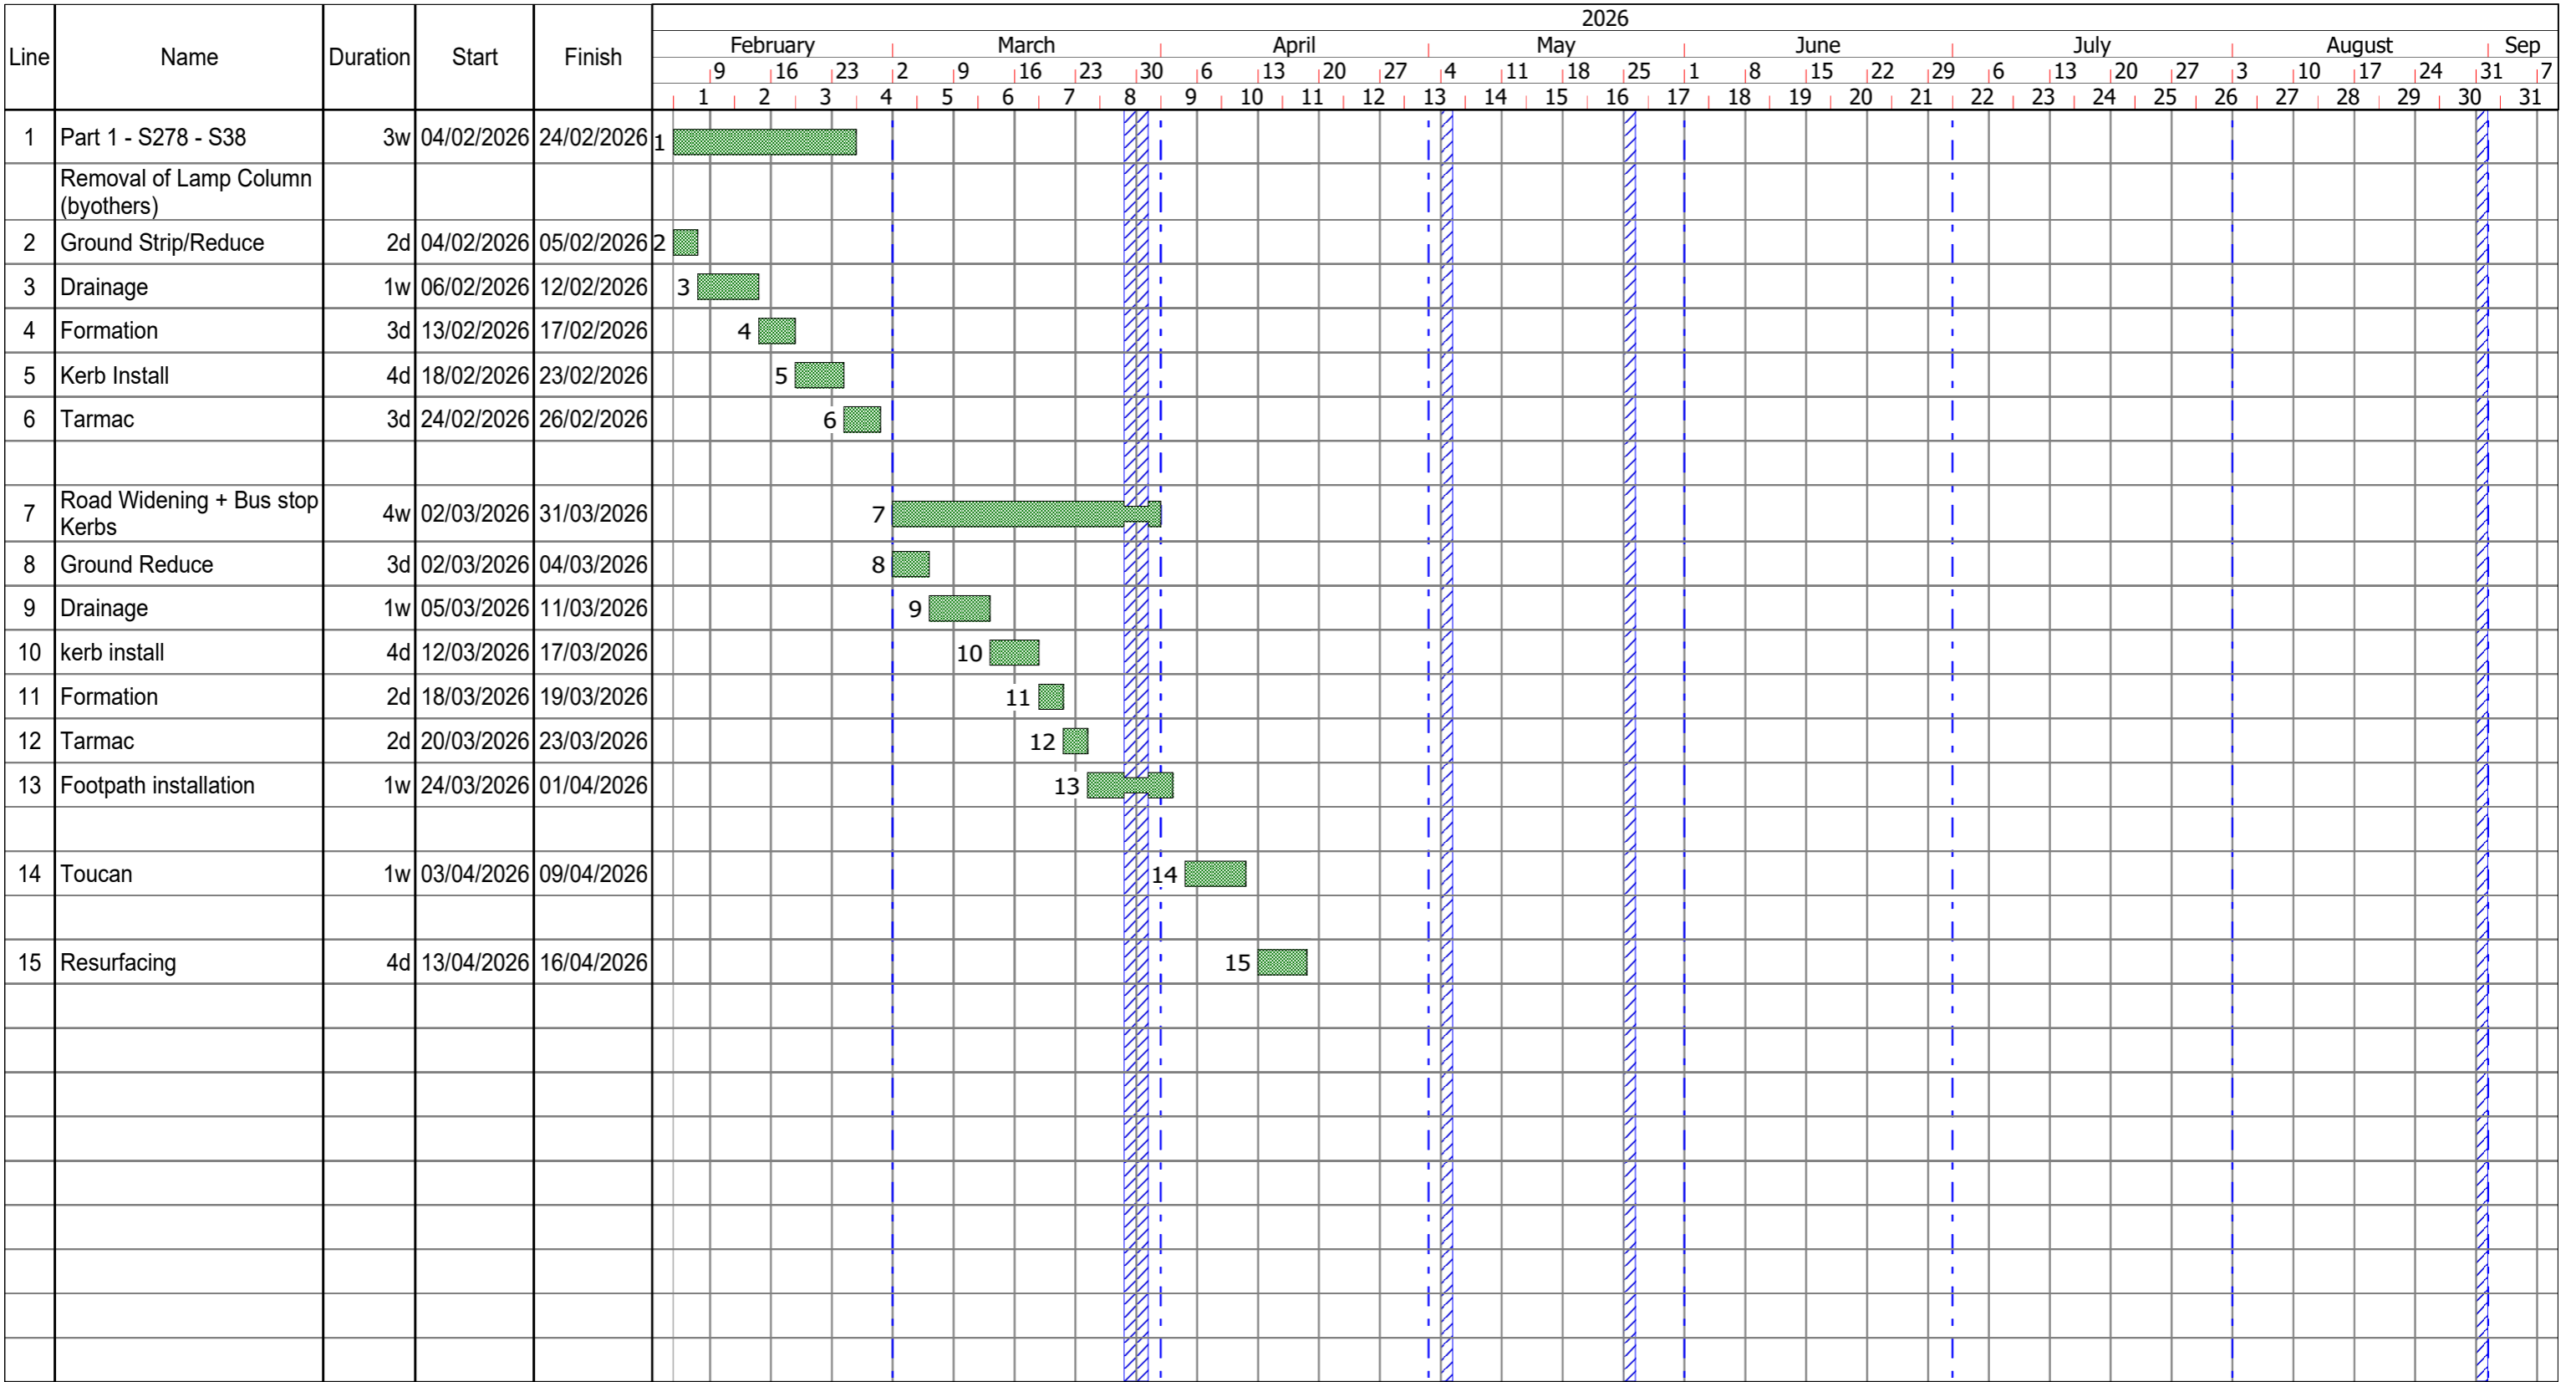 2026
Line Name Duration Start Finish February March April May June July August Sep
9 16 23 2 9 16 23 30 6 13 20 27 4 11 18 25 1 8 15 22 29 6 13 20 27 3 10 17 24 31 7
1 2 3 4 5 6 7 8 9 10 11 12 13 14 15 16 17 18 19 20 21 22 23 24 25 26 27 28 29 30 31
1 Part 1 - S278 - S38 3w 04/02/2026 24/02/2026 1
Removal of Lamp Column
(byothers)
2 Ground Strip/Reduce 2d 04/02/2026 05/02/2026 2
3 Drainage 1w 06/02/2026 12/02/2026 3
4 Formation 3d 13/02/2026 17/02/2026 4
5 Kerb Install 4d 18/02/2026 23/02/2026 5
6 Tarmac 3d 24/02/2026 26/02/2026 6
7 Road Widening + Bus stop
Kerbs 4w 02/03/2026 31/03/2026 7
8 Ground Reduce 3d 02/03/2026 04/03/2026 8
9 Drainage 1w 05/03/2026 11/03/2026 9
10 kerb install 4d 12/03/2026 17/03/2026 10
11 Formation 2d 18/03/2026 19/03/2026 11
12 Tarmac 2d 20/03/2026 23/03/2026 12
13 Footpath installation 1w 24/03/2026 01/04/2026 13
14 Toucan 1w 03/04/2026 09/04/2026 14
15 Resurfacing 4d 13/04/2026 16/04/2026 15